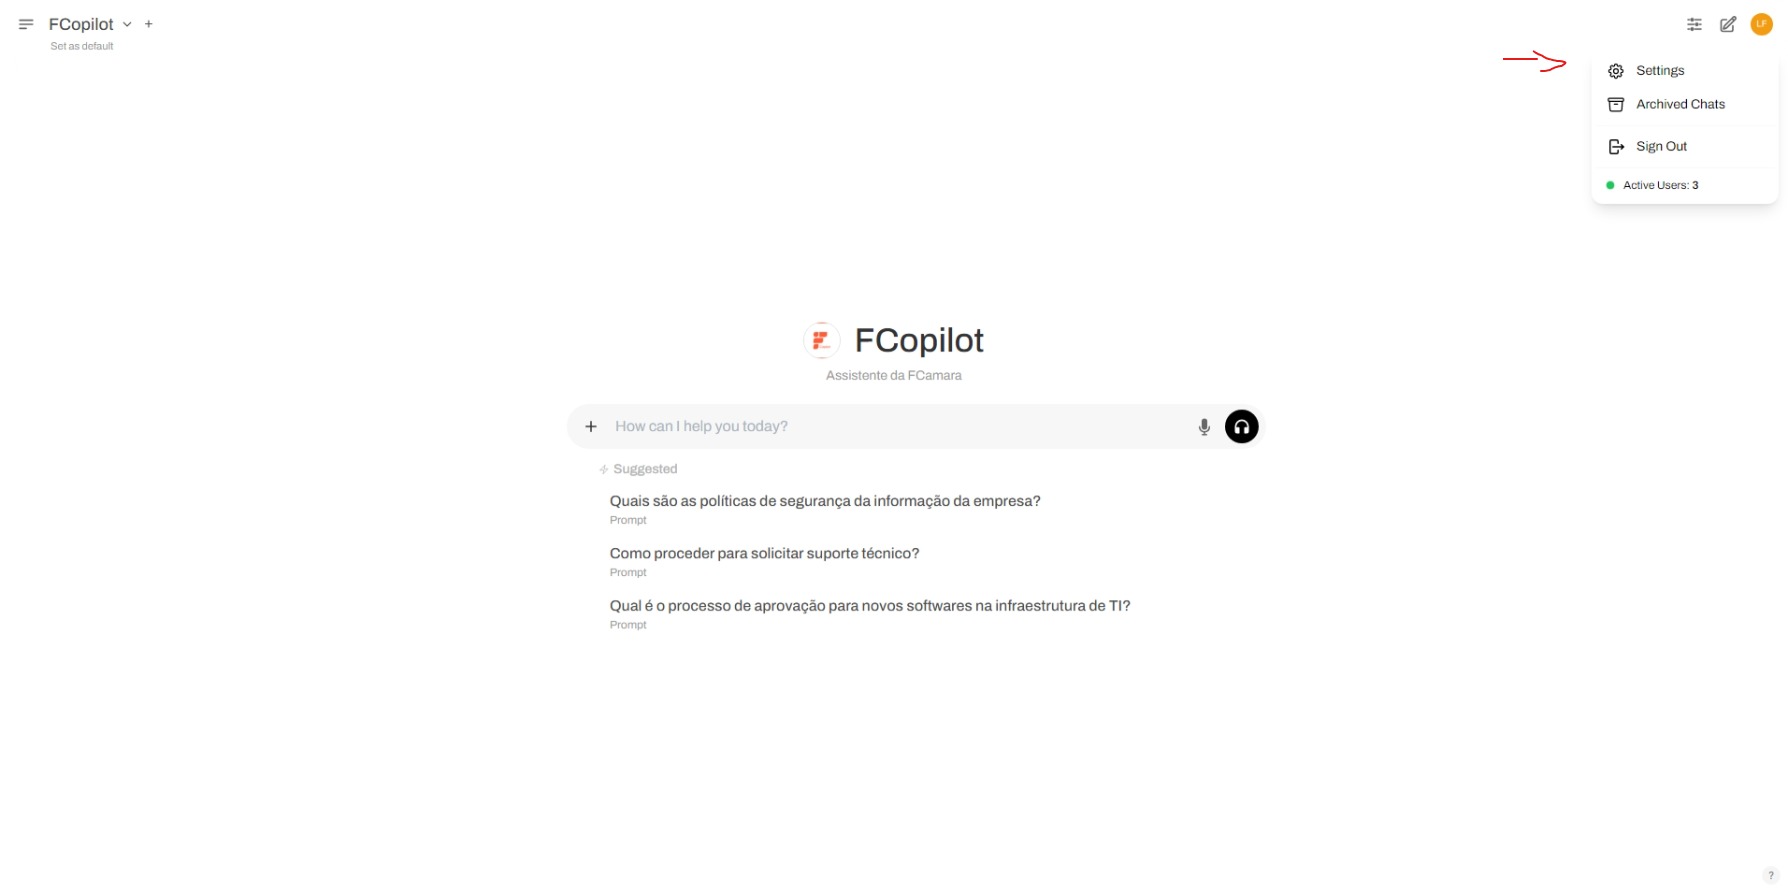 FCopilot
Set as default
LF
Settings
Archived Chats
Sign Out
Active Users: 3
FCopilot
Assistente da FCamara
How can I help you today?
Suggested
Quais são as políticas de segurança da informação da empresa?
Prompt
Como proceder para solicitar suporte técnico?
Prompt
Qual é o processo de aprovação para novos softwares na infraestrutura de TI?
Prompt
?